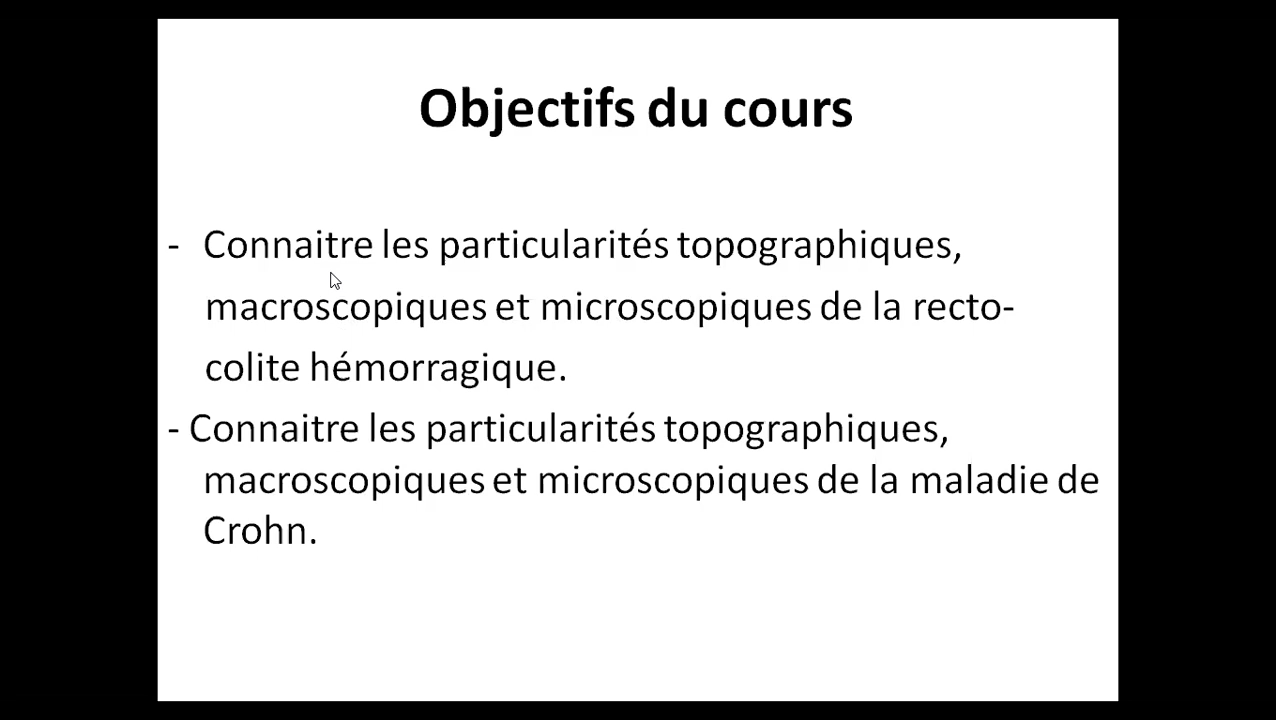 Objectifs du cours
- Connaitre les particularités topographiques,
macroscopiques et microscopiques de la recto-
colite hémorragique.
- Connaitre les particularités topographiques,
macroscopiques et microscopiques de la maladie de
Crohn.